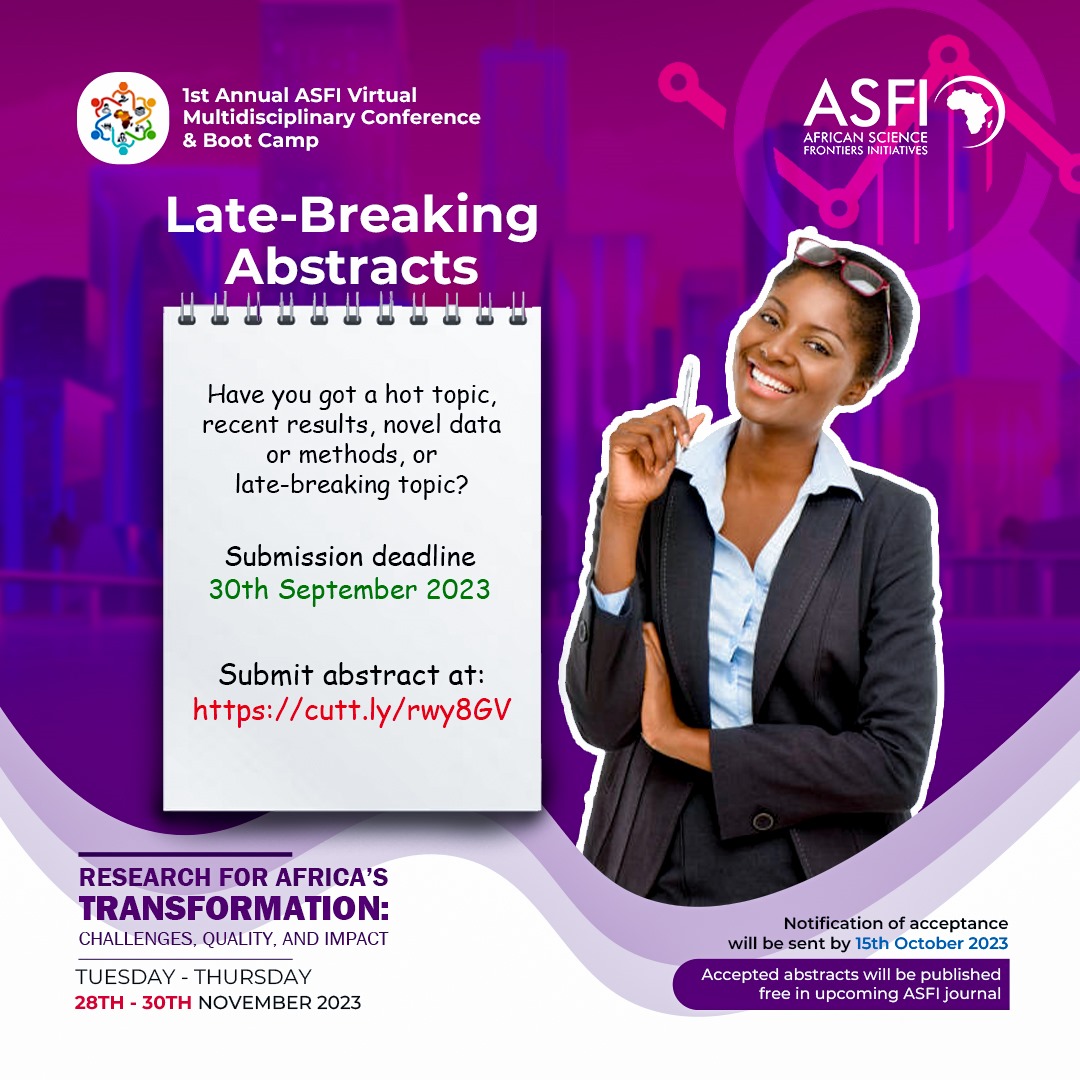 1st Annual ASFI Virtual
Multidisciplinary Conference
& Boot Camp
ASFI
AFRICAN SCIENCE
FRONTIERS INITIATIVES
Late-Breaking
Abstracts
Have you got a hot topic,
recent results, novel data
or methods, or
late-breaking topic?
Submission deadline
30th September 2023
Submit abstract at:
https://cutt.ly/rwy8GV
RESEARCH FOR AFRICA’S
TRANSFORMATION:
CHALLENGES, QUALITY, AND IMPACT
TUESDAY - THURSDAY
28TH - 30TH NOVEMBER 2023
Notification of acceptance
will be sent by 15th October 2023
Accepted abstracts will be published
free in upcoming ASFI journal